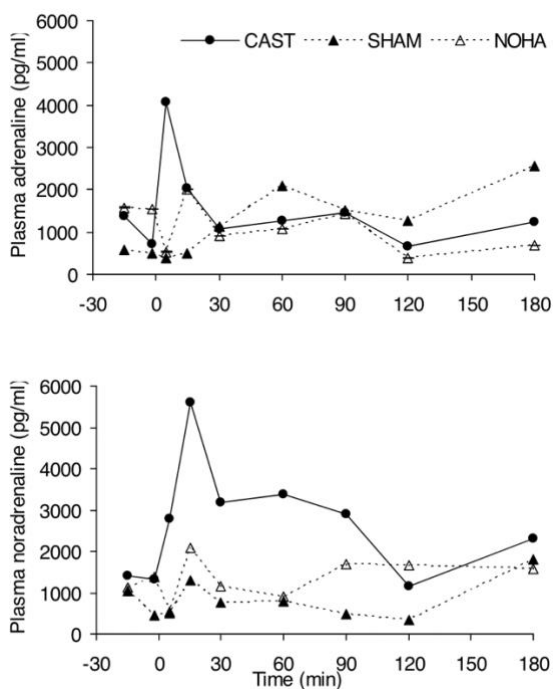 6000
CAST SHAM NOHA
5000
4000
3000
2000
1000
0
-30 0 30 60 90 120 150 180
Plasma adrenaline (pg/ml)
6000
5000
4000
3000
2000
1000
0
-30 0 30 60 90 120 150 180
Plasma noradrenaline (pg/ml)
Time (min)